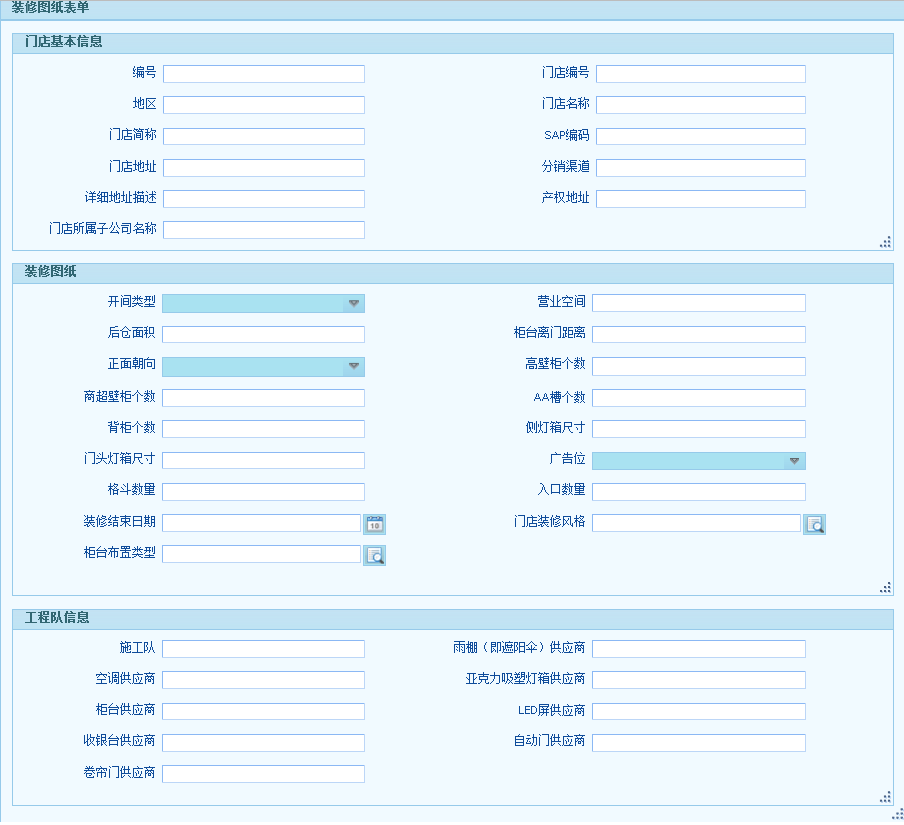 装修图纸表单
门店基本信息
编号 门店编号
地区 门店名称
门店简称 SAP编码
门店地址 分销渠道
详细地址描述 产权地址
门店所属子公司名称
装修图纸
开间类型 营业空间
后仓面积 柜台离门距离
正面朝向 高壁柜个数
商超壁柜个数 AA槽个数
背柜个数 侧灯箱尺寸
门头灯箱尺寸 广告位
格斗数量 入口数量
装修结束日期 10 门店装修风格
柜台布置类型
工程队信息
施工队 雨棚（即遮阳伞）供应商
空调供应商 亚克力吸塑灯箱供应商
柜台供应商 LED屏供应商
收银台供应商 自动门供应商
卷帘门供应商